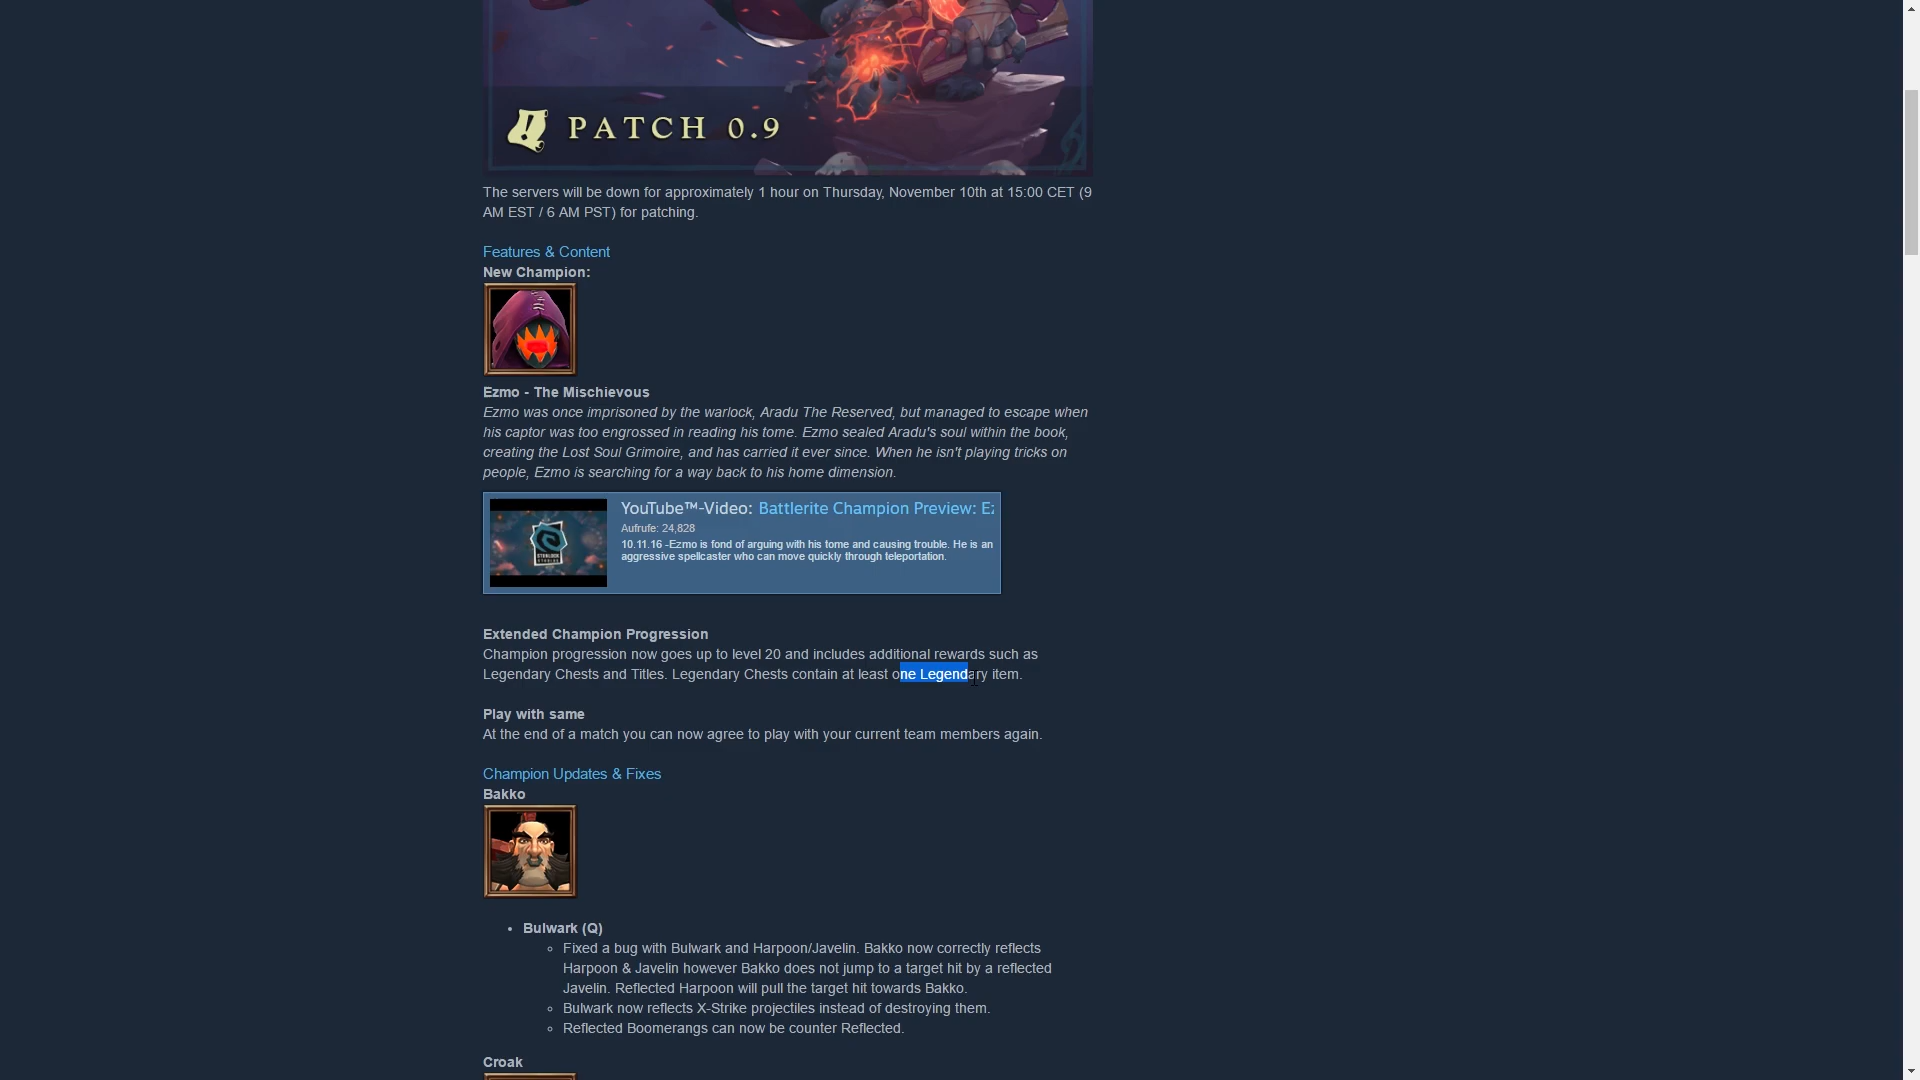 PATCH 0.9
The servers will be down for approximately 1 hour on Thursday, November 10th at 15:00 CET (9
AM EST / 6 AM PST) for patching.
Features & Content
New Champion:
Ezmo - The Mischievous
Ezmo was once imprisoned by the warlock, Aradu The Reserved, but managed to escape when
his captor was too engrossed in reading his tome. Ezmo sealed Aradu's soul within the book,
creating the Lost Soul Grimoire, and has carried it ever since. When he isn't playing tricks on
people, Ezmo is searching for a way back to his home dimension.
YouTube™-Video: Battlerite Champion Preview: Ez
Aufrufe: 24,828
10.11.16 -Ezmo is fond of arguing with his tome and causing trouble. He is an
aggressive spellcaster who can move quickly through teleportation.
Extended Champion Progression
Champion progression now goes up to level 20 and includes additional rewards such as
Legendary Chests and Titles. Legendary Chests contain at least one Legendary item.
Play with same
At the end of a match you can now agree to play with your current team members again.
Champion Updates & Fixes
Bakko
• Bulwark (Q)
◦ Fixed a bug with Bulwark and Harpoon/Javelin. Bakko now correctly reflects
Harpoon & Javelin however Bakko does not jump to a target hit by a reflected
Javelin. Reflected Harpoon will pull the target hit towards Bakko.
◦ Bulwark now reflects X-Strike projectiles instead of destroying them.
◦ Reflected Boomerangs can now be counter Reflected.
Croak